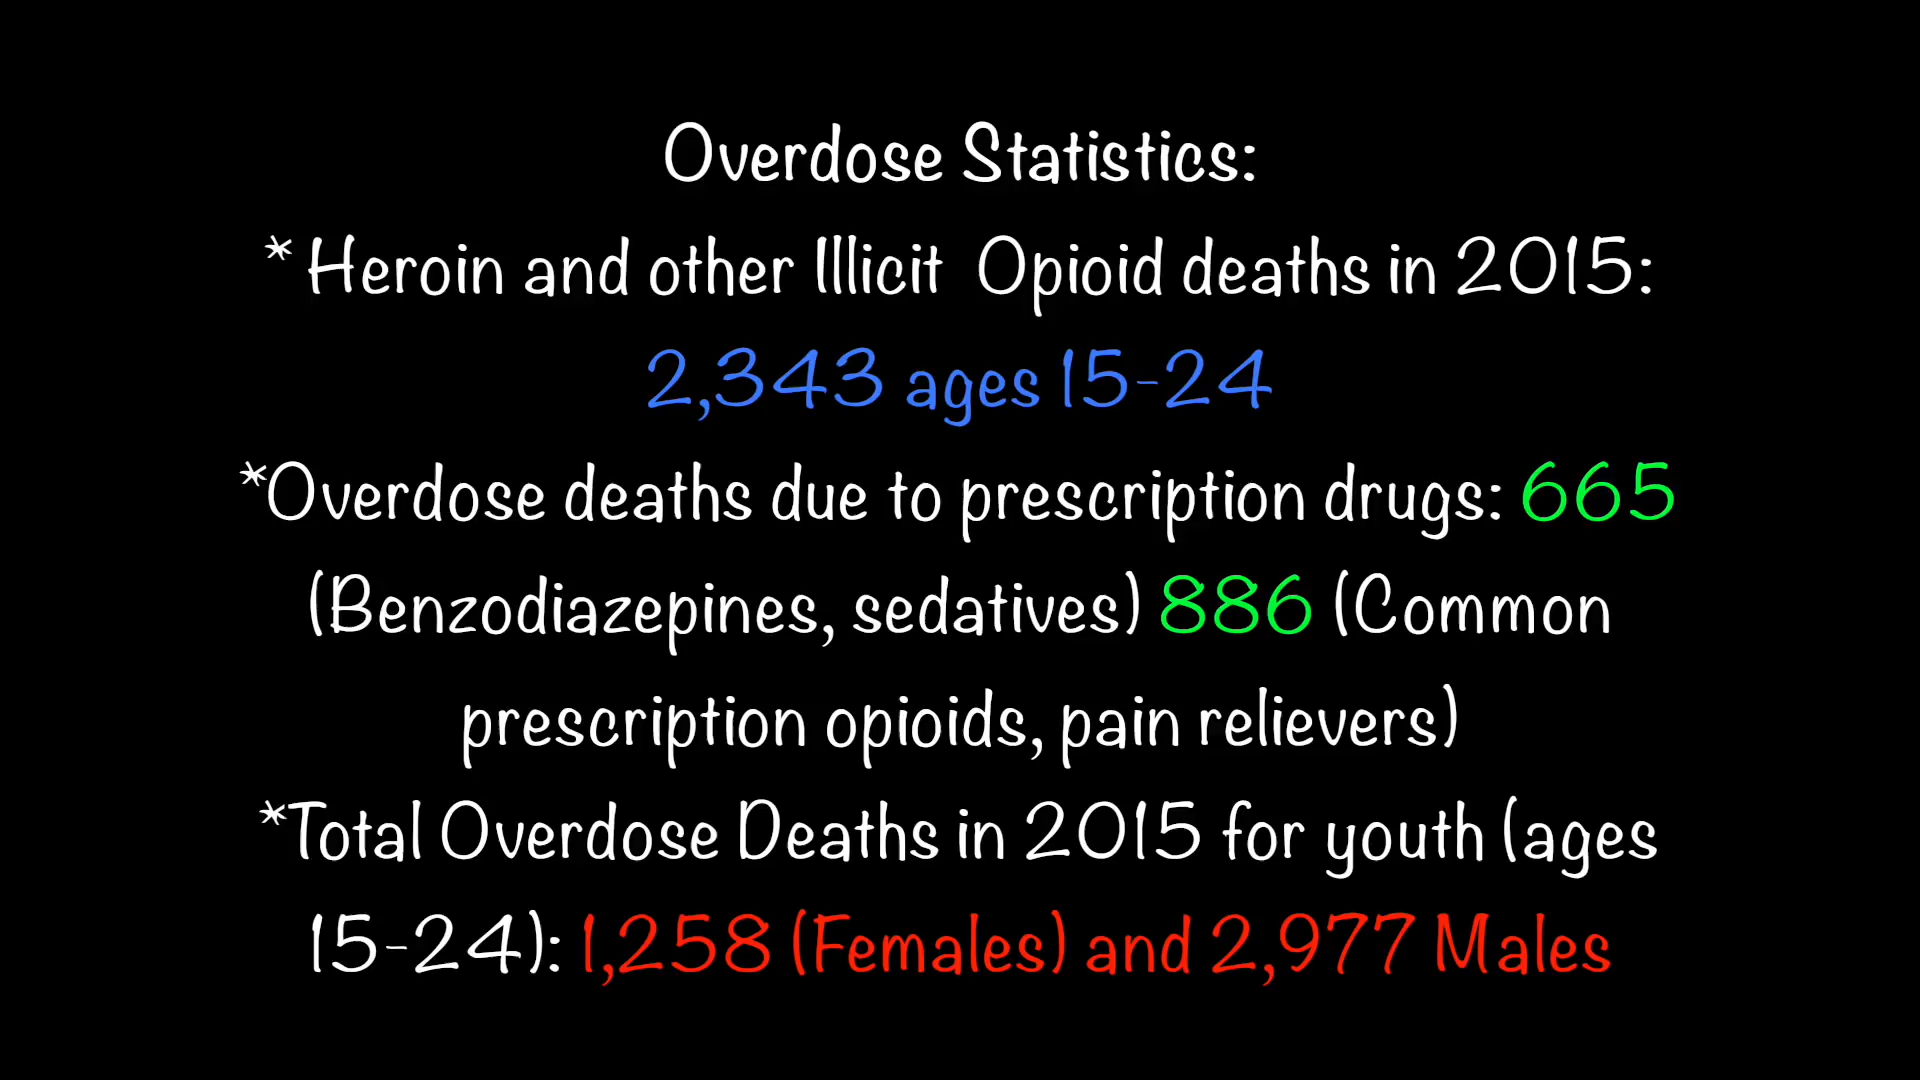 Overdose Statistics:
* Heroin and other Illicit Opioid deaths in 2015:
2,343 ages 15-24
*Overdose deaths due to prescription drugs: 665
(Benzodiazepines, sedatives) 886 (Common
prescription opioids, pain relievers)
*Total Overdose Deaths in 2015 for youth (ages
15-24): 1,258 (Females) and 2,977 Males